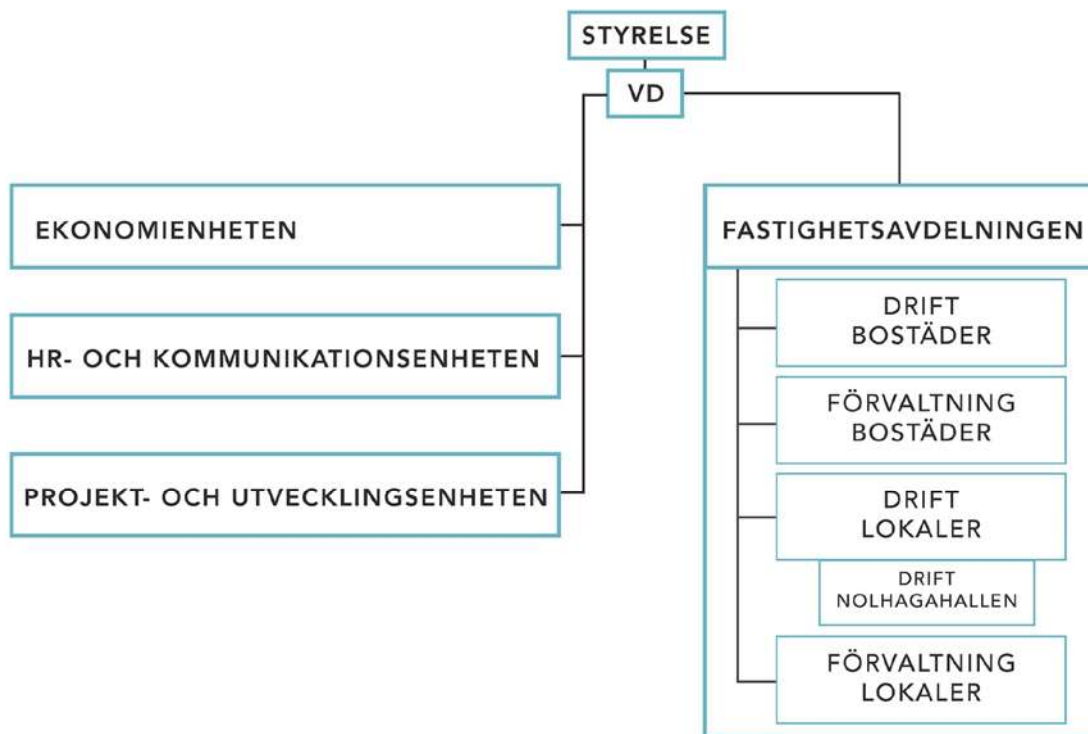 STYRELSE
VD
EKONOMIENHETEN
HR- OCH KOMMUNIKATIONSENHETEN
PROJEKT- OCH UTVECKLINGSENHETEN
FASTIGHETSAVDELNINGEN
DRIFT
BOSTÄDER
FÖRVALTNING
BOSTÄDER
DRIFT
LOKALER
DRIFT
NOLHAGAHALLEN
FÖRVALTNING
LOKALER